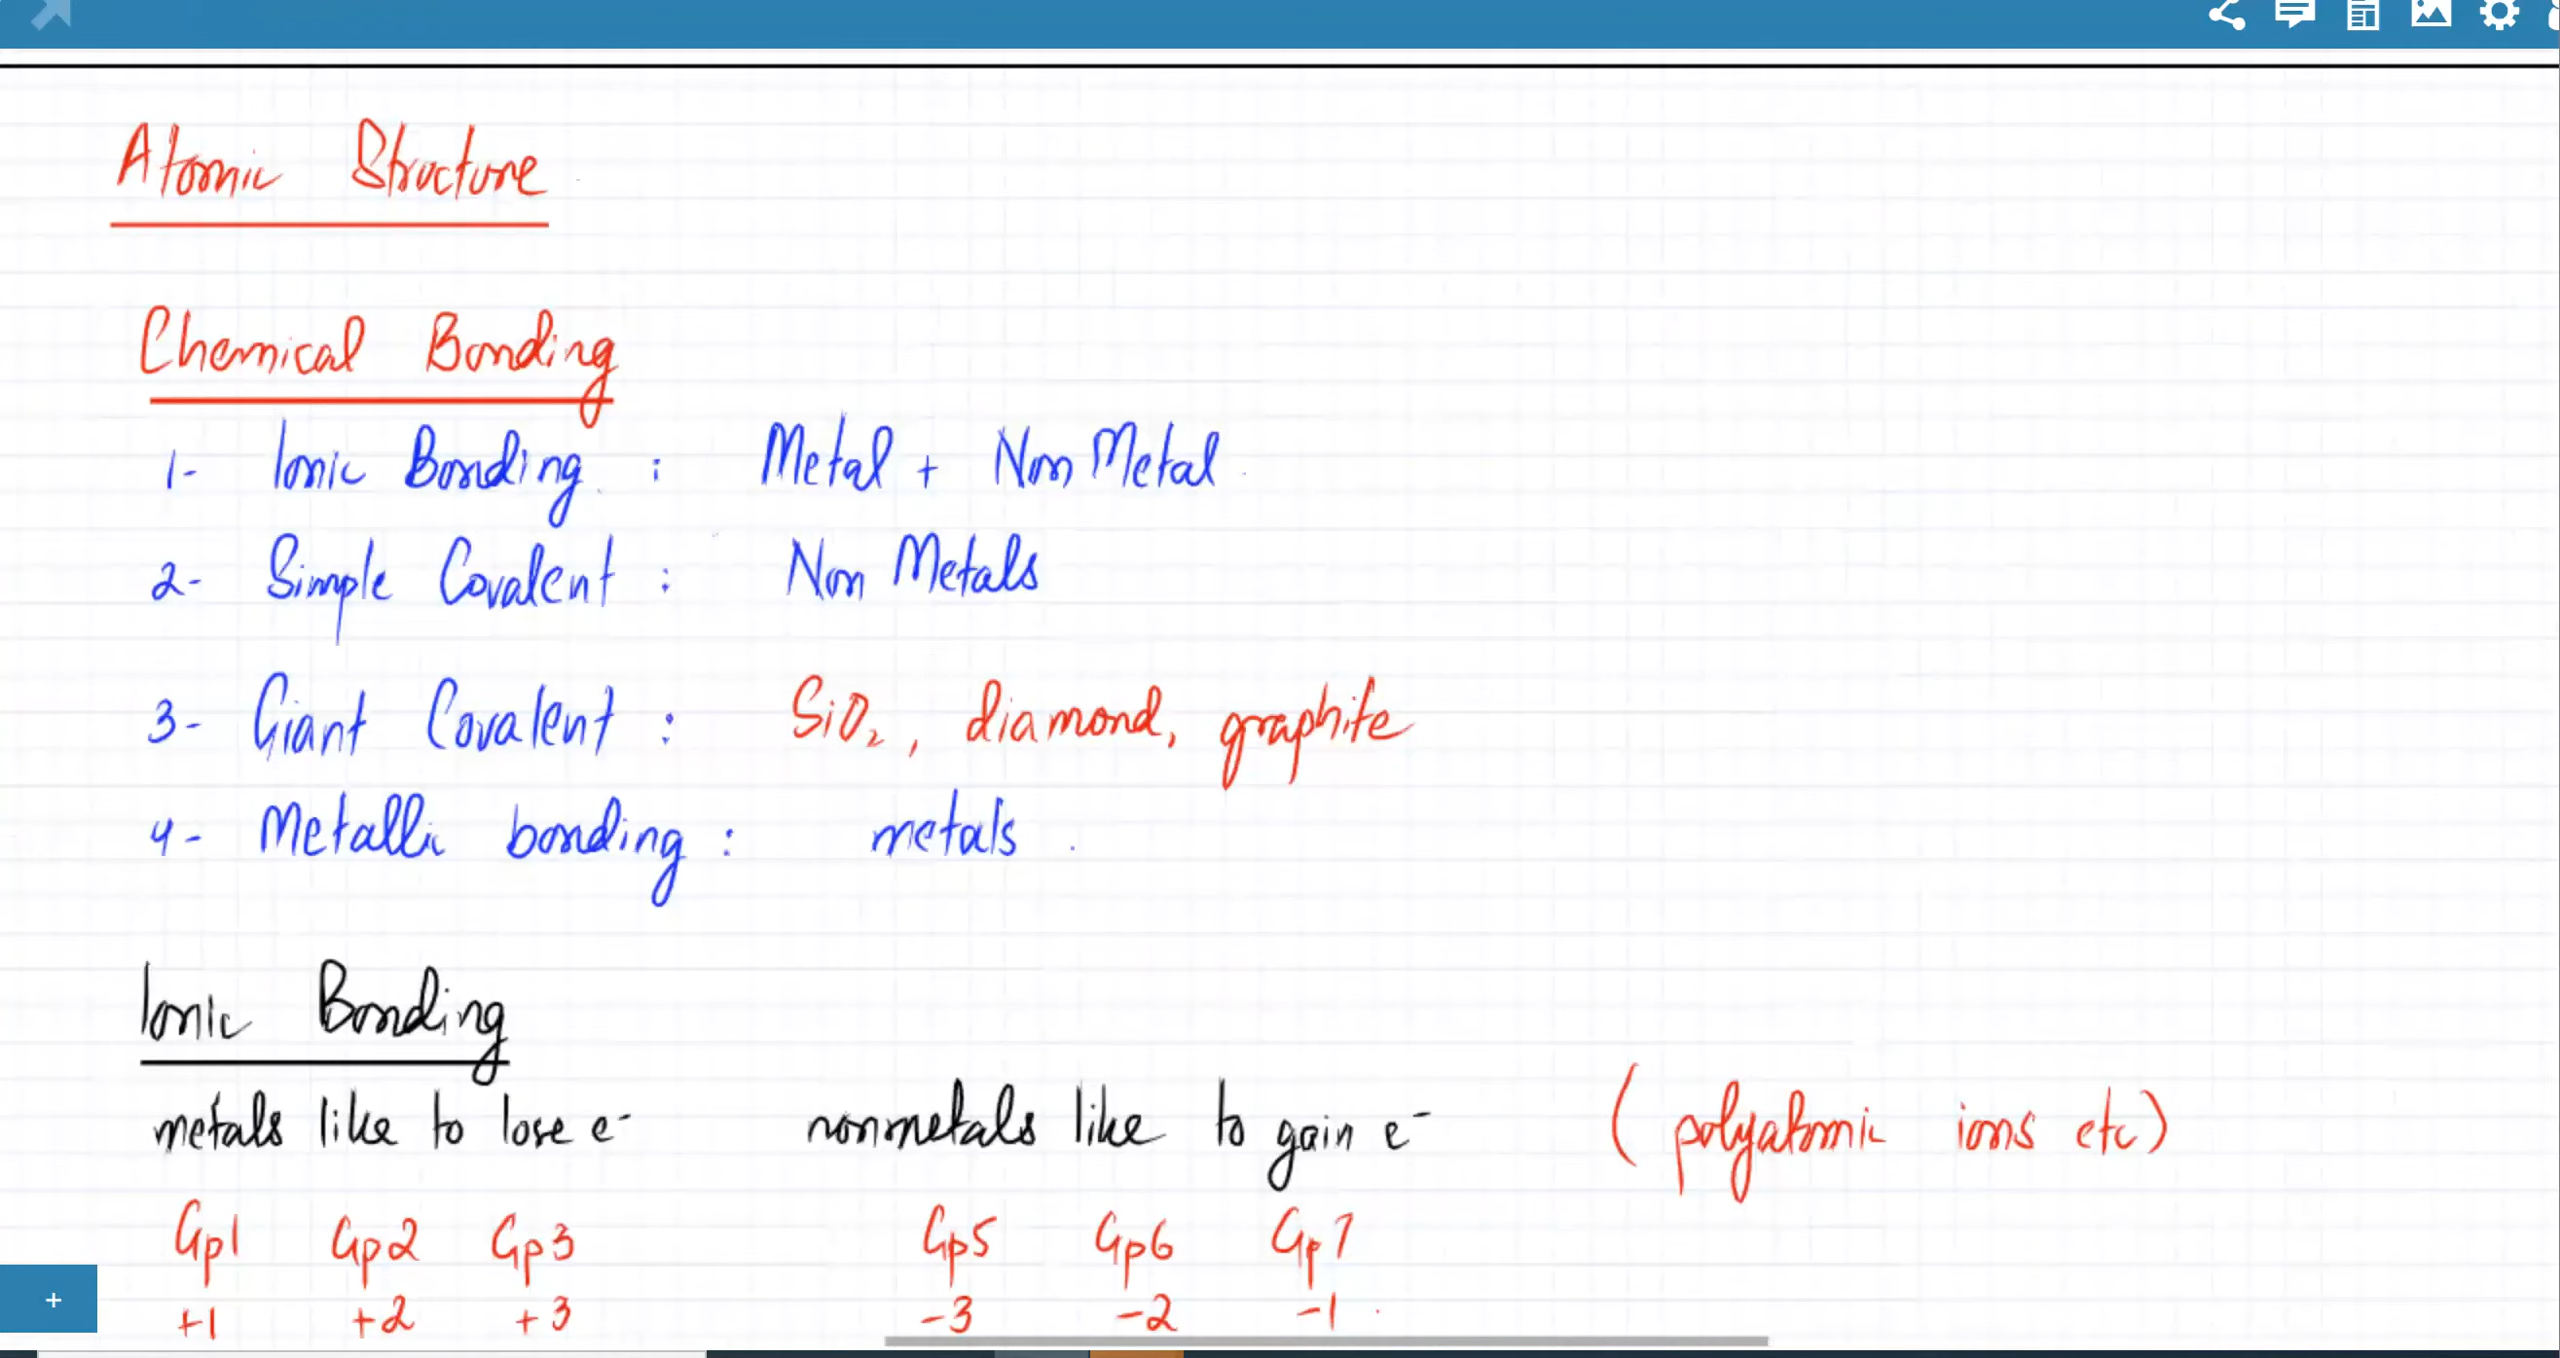 Atomic Structure
Chemical Bonding
1- Ionic Bonding : Metal + Non Metal
2- Simple Covalent : Non Metals
3- Giant Covalent : SiO₂, diamond, graphite
4- Metallic bonding : metals
Ionic Bonding
metals like to lose e⁻ nonmetals like to gain e⁻ (polyatomic ions etc)
Gp1 Gp2 Gp3 Gp5 Gp6 Gp7
+1 +2 +3 -3 -2 -1